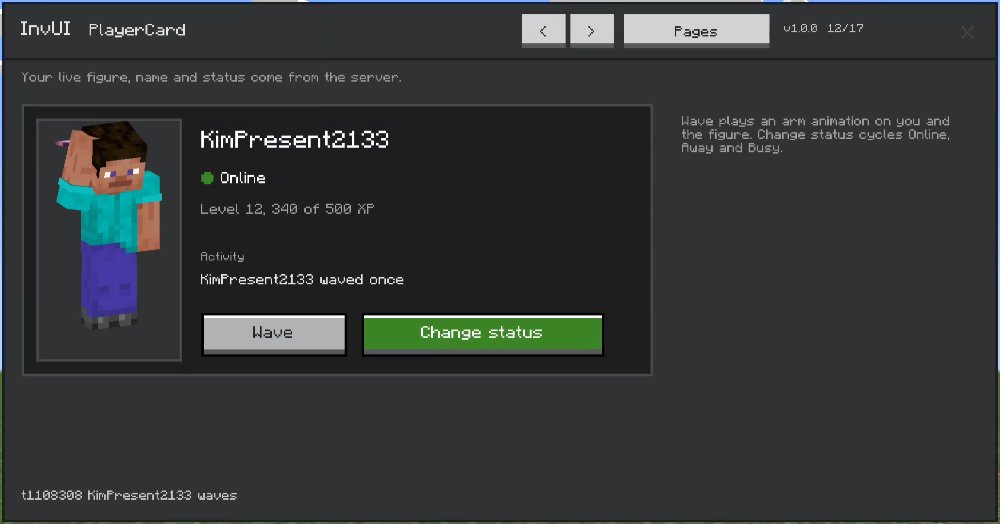 InvUI PlayerCard
< > Pages v1.0.0 12/17
Your live figure, name and status come from the server.
KimPresent2133
Online
Level 12, 340 of 500 XP
Activity
KimPresent2133 waved once
Wave
Change status
Wave plays an arm animation on you and
the figure. Change status cycles Online,
Away and Busy.
t1108308 KimPresent2133 waves